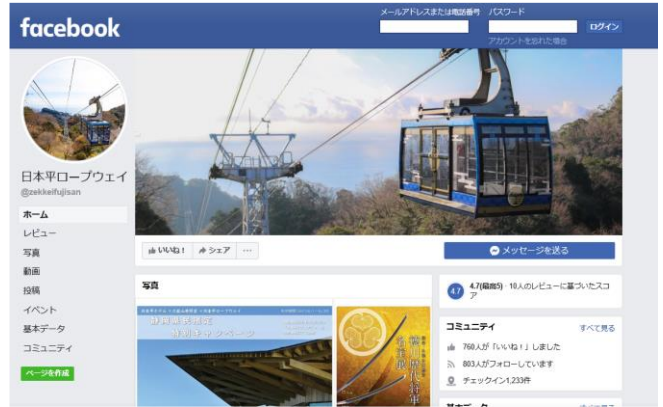 facebook
メールアドレスまたは電話番号 パスワード
ログイン
アカウントを忘れた場合
日本平ロープウェイ
@zekkeifujisan
ホーム
レビュー
写真
動画
投稿
イベント
基本データ
コミュニティ
ページを作成
いいね！ シェア ...
メッセージを送る
写真
4.7 4.7(最高5)・10人のレビューに基づいたスコ
ア
コミュニティ すべて見る
760人が「いいね！」しました
803人がフォローしています
チェックイン1,233件